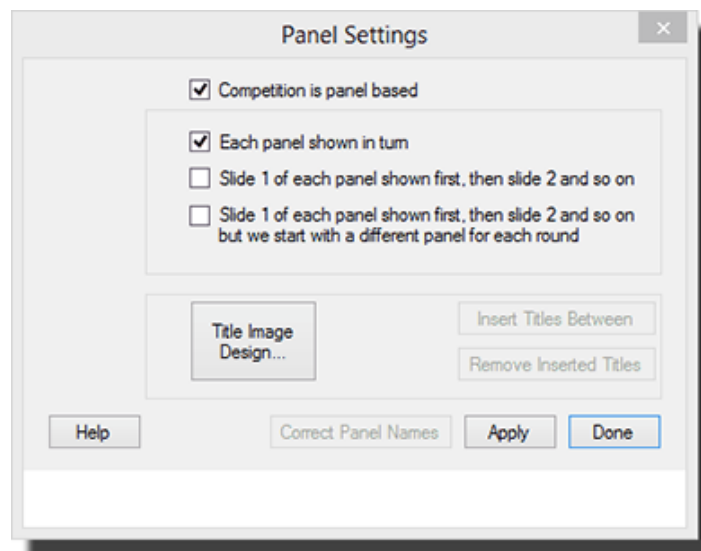 Panel Settings
Competition is panel based
Each panel shown in turn
Slide 1 of each panel shown first, then slide 2 and so on
Slide 1 of each panel shown first, then slide 2 and so on
but we start with a different panel for each round
Title Image
Design...
Insert Titles Between
Remove Inserted Titles
Help
Correct Panel Names
Apply
Done